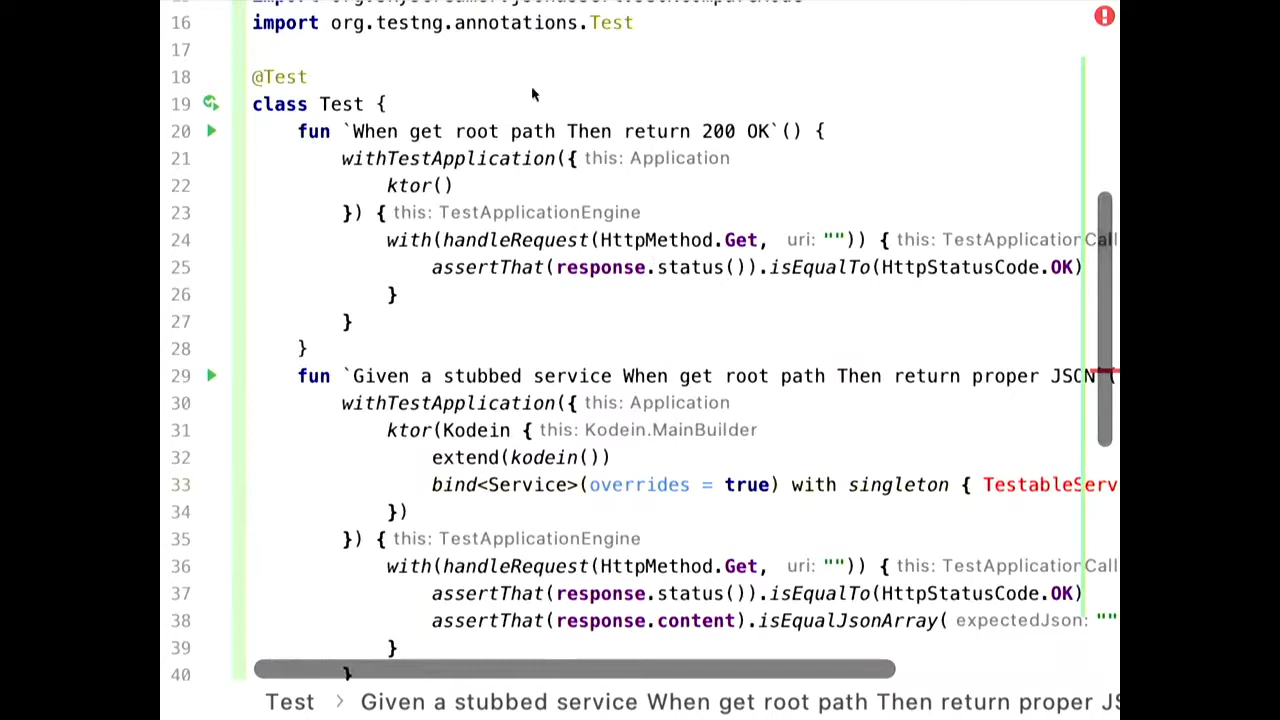 16 import org.testng.annotations.Test
17
18 @Test
19 class Test {
20 fun `When get root path Then return 200 OK`() {
21 withTestApplication({ this: Application
22 ktor()
23 }) { this: TestApplicationEngine
24 with(handleRequest(HttpMethod.Get, uri: "")) { this: TestApplicationCall
25 assertThat(response.status()).isEqualTo(HttpStatusCode.OK)
26 }
27 }
28 }
29 fun `Given a stubbed service When get root path Then return proper JSON`(
30 withTestApplication({ this: Application
31 ktor(Kodein { this: Kodein.MainBuilder
32 extend(kodein())
33 bind<Service>(overrides = true) with singleton { TestableServ
34 })
35 }) { this: TestApplicationEngine
36 with(handleRequest(HttpMethod.Get, uri: "")) { this: TestApplicationCall
37 assertThat(response.status()).isEqualTo(HttpStatusCode.OK)
38 assertThat(response.content).isEqualJsonArray( expectedJson: ""
39 }
40 }
Test > Given a stubbed service When get root path Then return proper JS